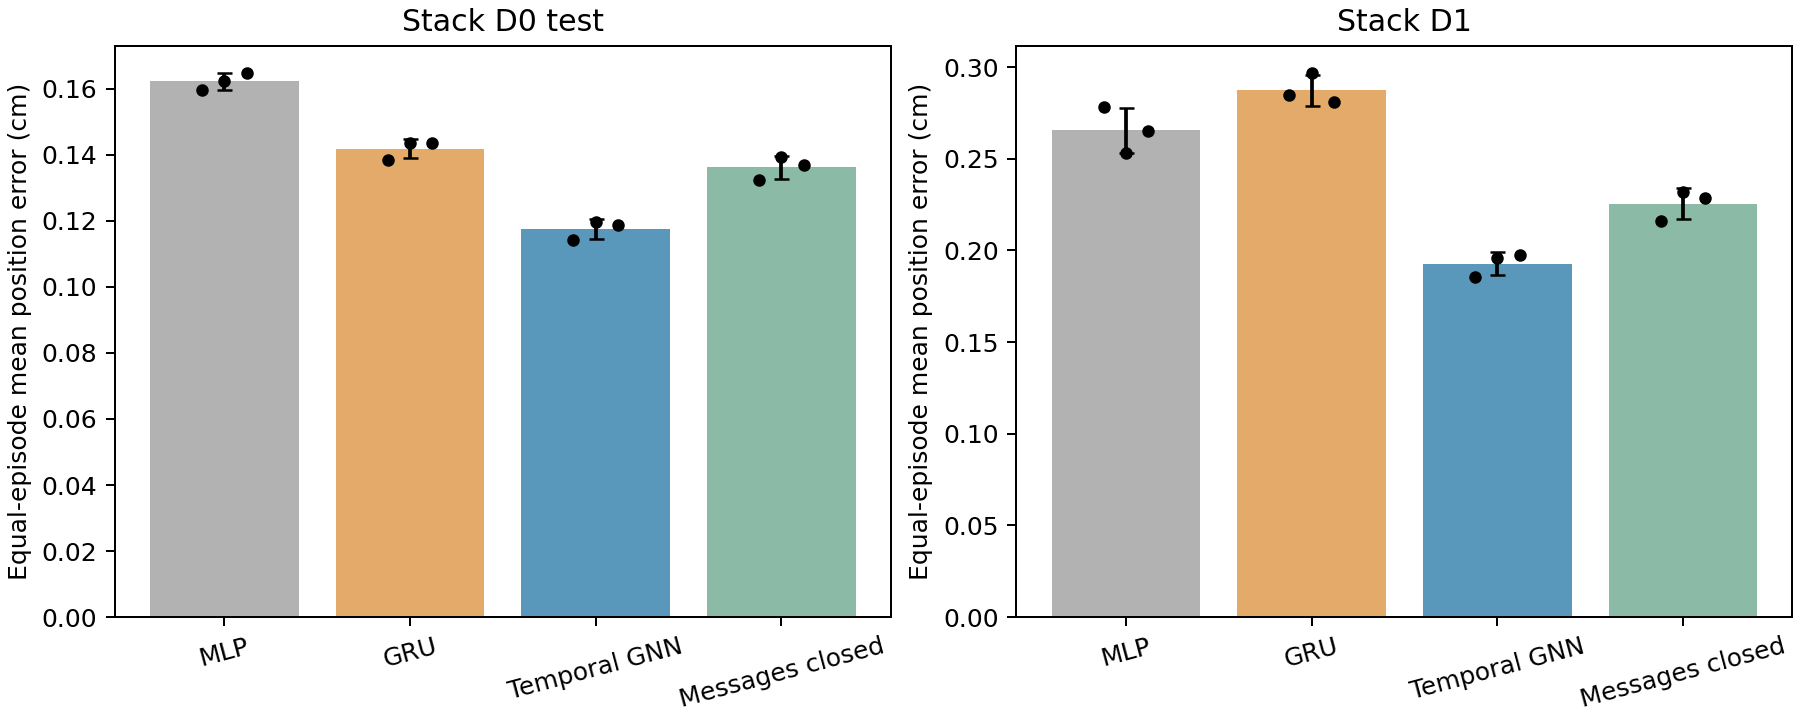 Stack D0 test
Equal-episode mean position error (cm)
0.16
0.14
0.12
0.10
0.08
0.06
0.04
0.02
0.00
MLP
GRU
Temporal GNN
Messages closed
Stack D1
Equal-episode mean position error (cm)
0.30
0.25
0.20
0.15
0.10
0.05
0.00
MLP
GRU
Temporal GNN
Messages closed